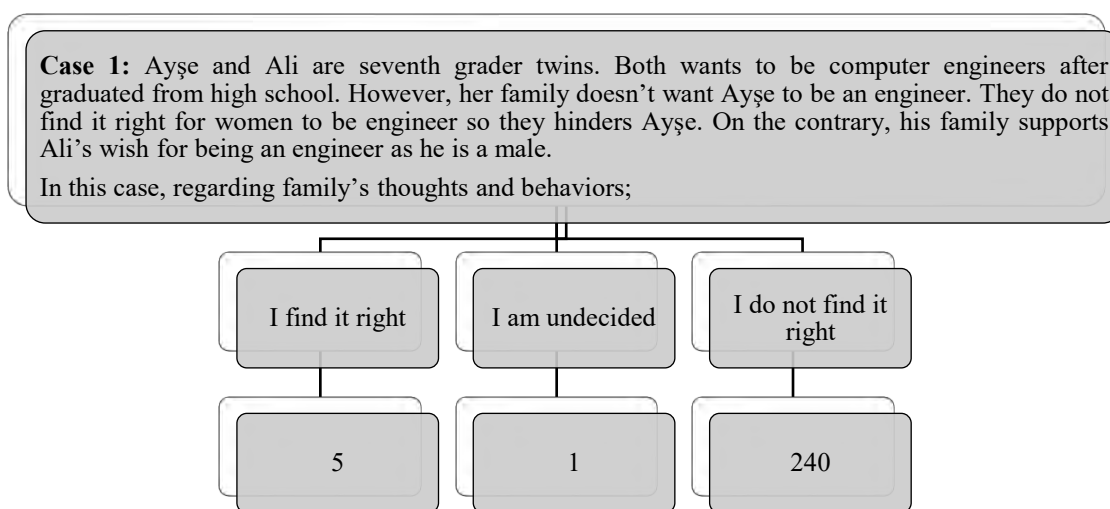 Case 1: Ayşe and Ali are seventh grader twins. Both wants to be computer engineers after
graduated from high school. However, her family doesn’t want Ayşe to be an engineer. They do not
find it right for women to be engineer so they hinders Ayşe. On the contrary, his family supports
Ali’s wish for being an engineer as he is a male.
In this case, regarding family’s thoughts and behaviors;
I find it right
I am undecided
I do not find it
right
5
1
240